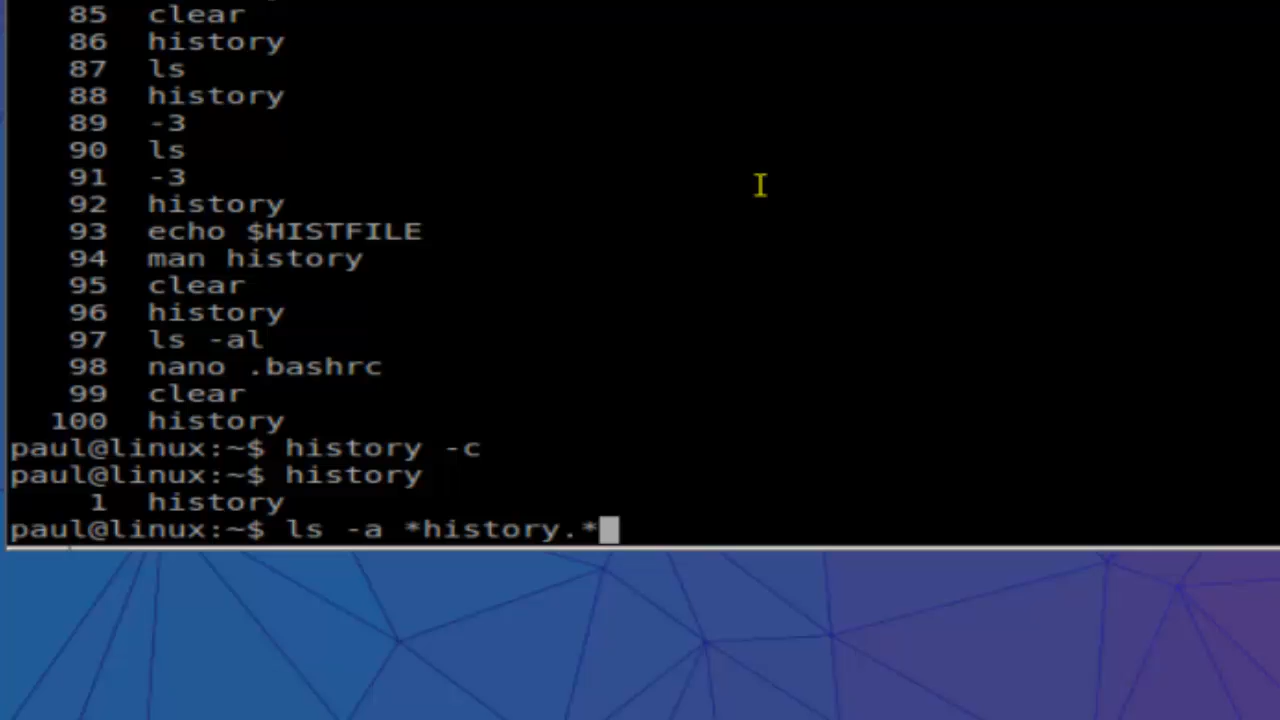 85 clear
86 history
87 ls
88 history
89 -3
90 ls
91 -3
92 history
93 echo $HISTFILE
94 man history
95 clear
96 history
97 ls -al
98 nano .bashrc
99 clear
100 history
paul@linux:~$ history -c
paul@linux:~$ history
1 history
paul@linux:~$ ls -a *history.*